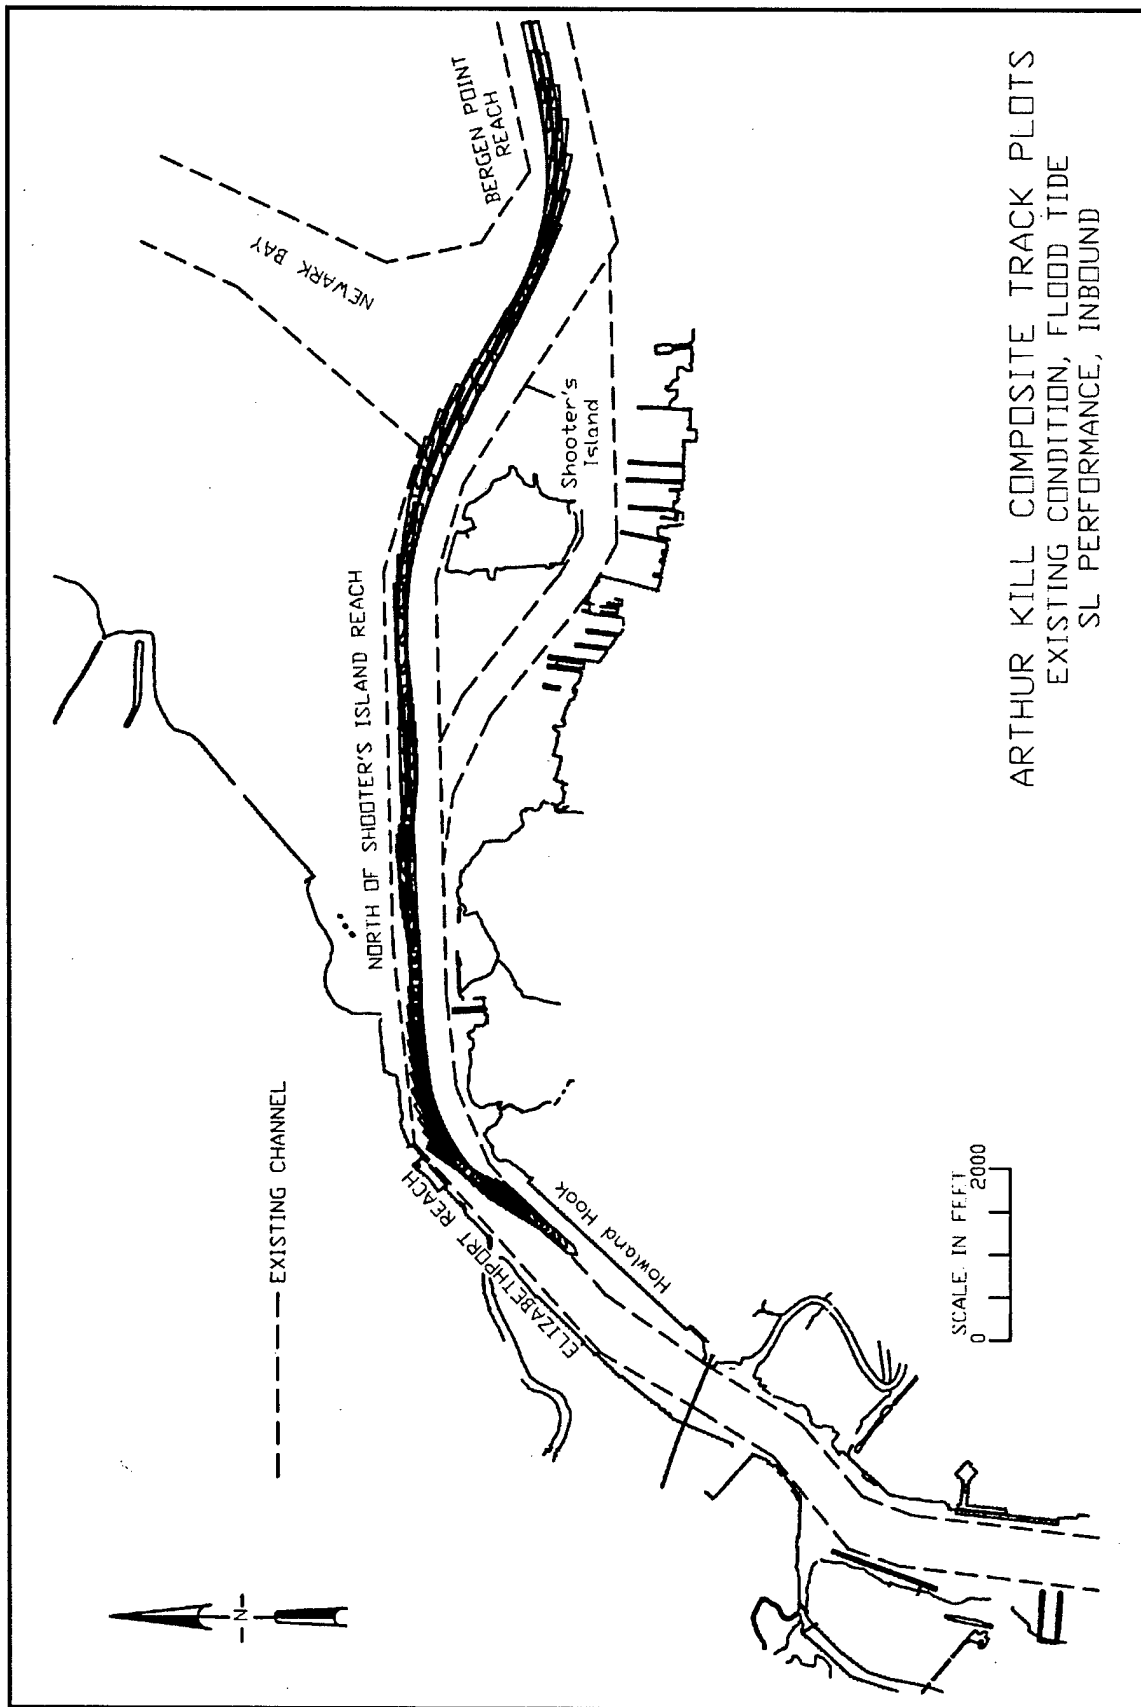 BERGEN POINT
REACH
NEWARK BAY
Shooter's
Island
NORTH OF SHOOTER'S ISLAND REACH
ELIZABETHPORT REACH
Howland Hook
EXISTING CHANNEL
N
SCALE IN FEET
0 2000
ARTHUR KILL COMPOSITE TRACK PLOTS
EXISTING CONDITION, FLOOD TIDE
SL PERFORMANCE, INBOUND